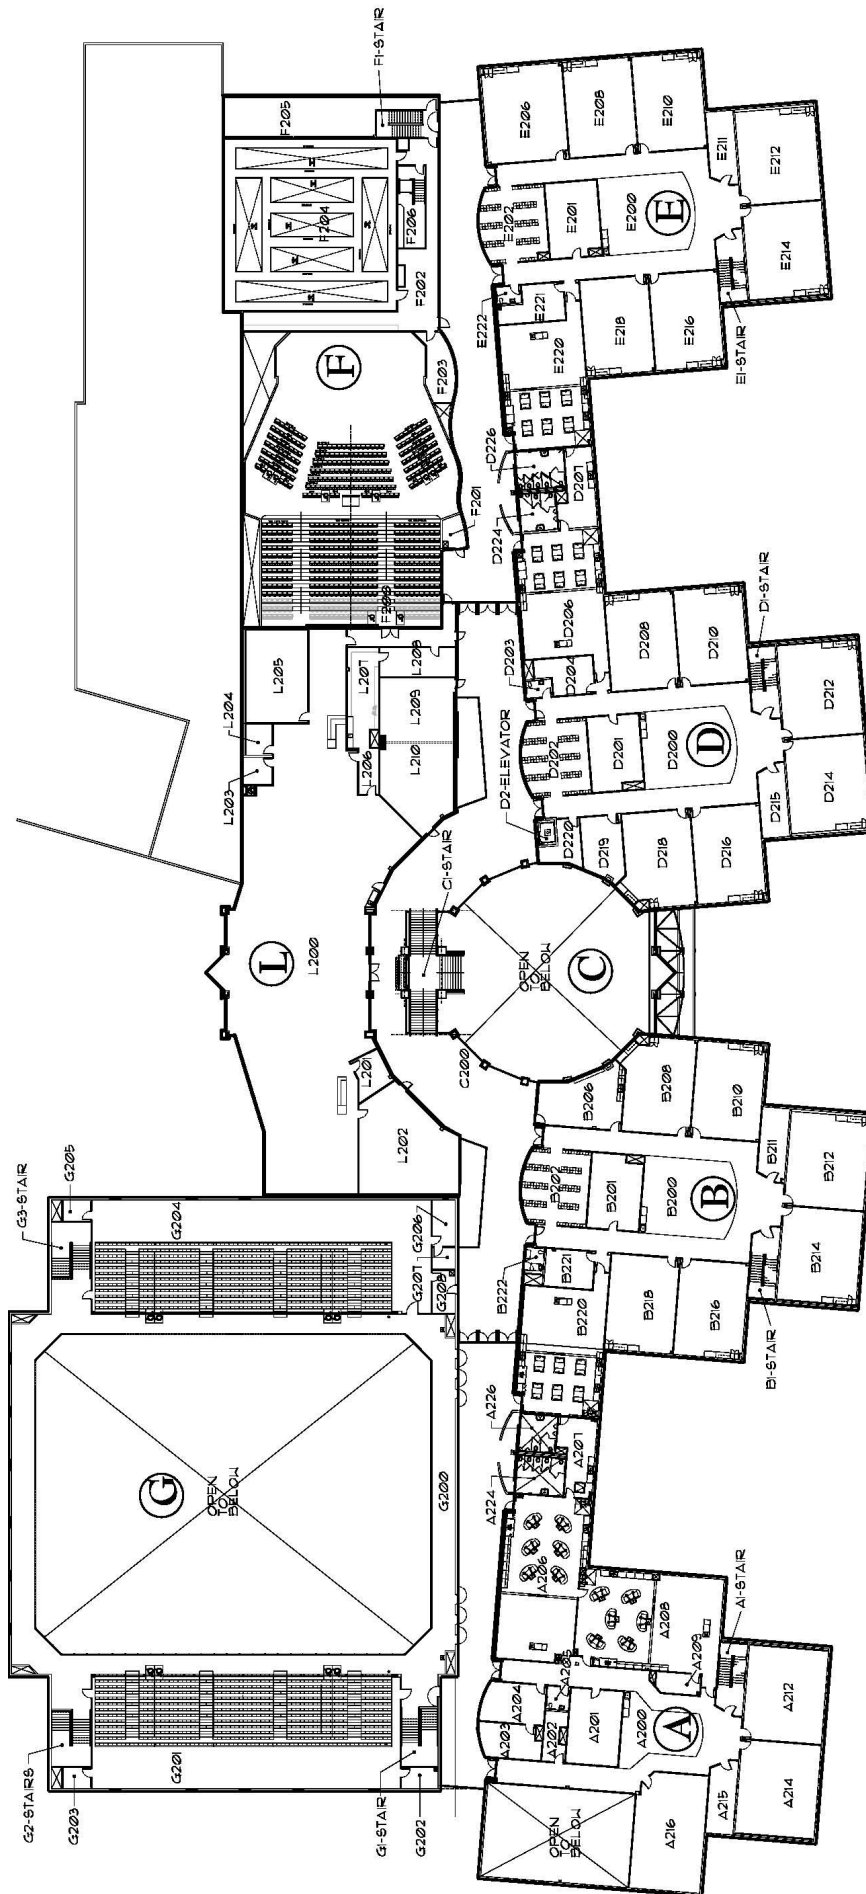 F1-STAIR
F205
F204
F206
F202
F
F203
F201
F200
E206
E208
E210
E211
E212
E202
E201
E200
E
E214
E222
E221
E220
E218
E216
E1-STAIR
D226
D207
D224
D206
D203
D204
D208
D210
D1-STAIR
D202
D201
D200
D
D212
D214
D215
D2-ELEVATOR
D220
D219
D218
D216
L204
L205
L203
L207
L208
L209
L206
L210
L
L200
L201
L202
C1-STAIR
OPEN
TO
BELOW
C
C200
G3-STAIR
G205
G204
G206
G207
G208
G
OPEN
TO
BELOW
G200
G201
G2-STAIRS
G203
G1-STAIR
G202
B206
B208
B210
B211
B202
B201
B200
B
B212
B214
B222
B221
B220
B218
B216
B1-STAIR
A226
A207
A224
A206
A208
A209
A1-STAIR
A205
A204
A203
A202
A201
A200
A
A212
A214
A215
A216
OPEN
TO
BELOW